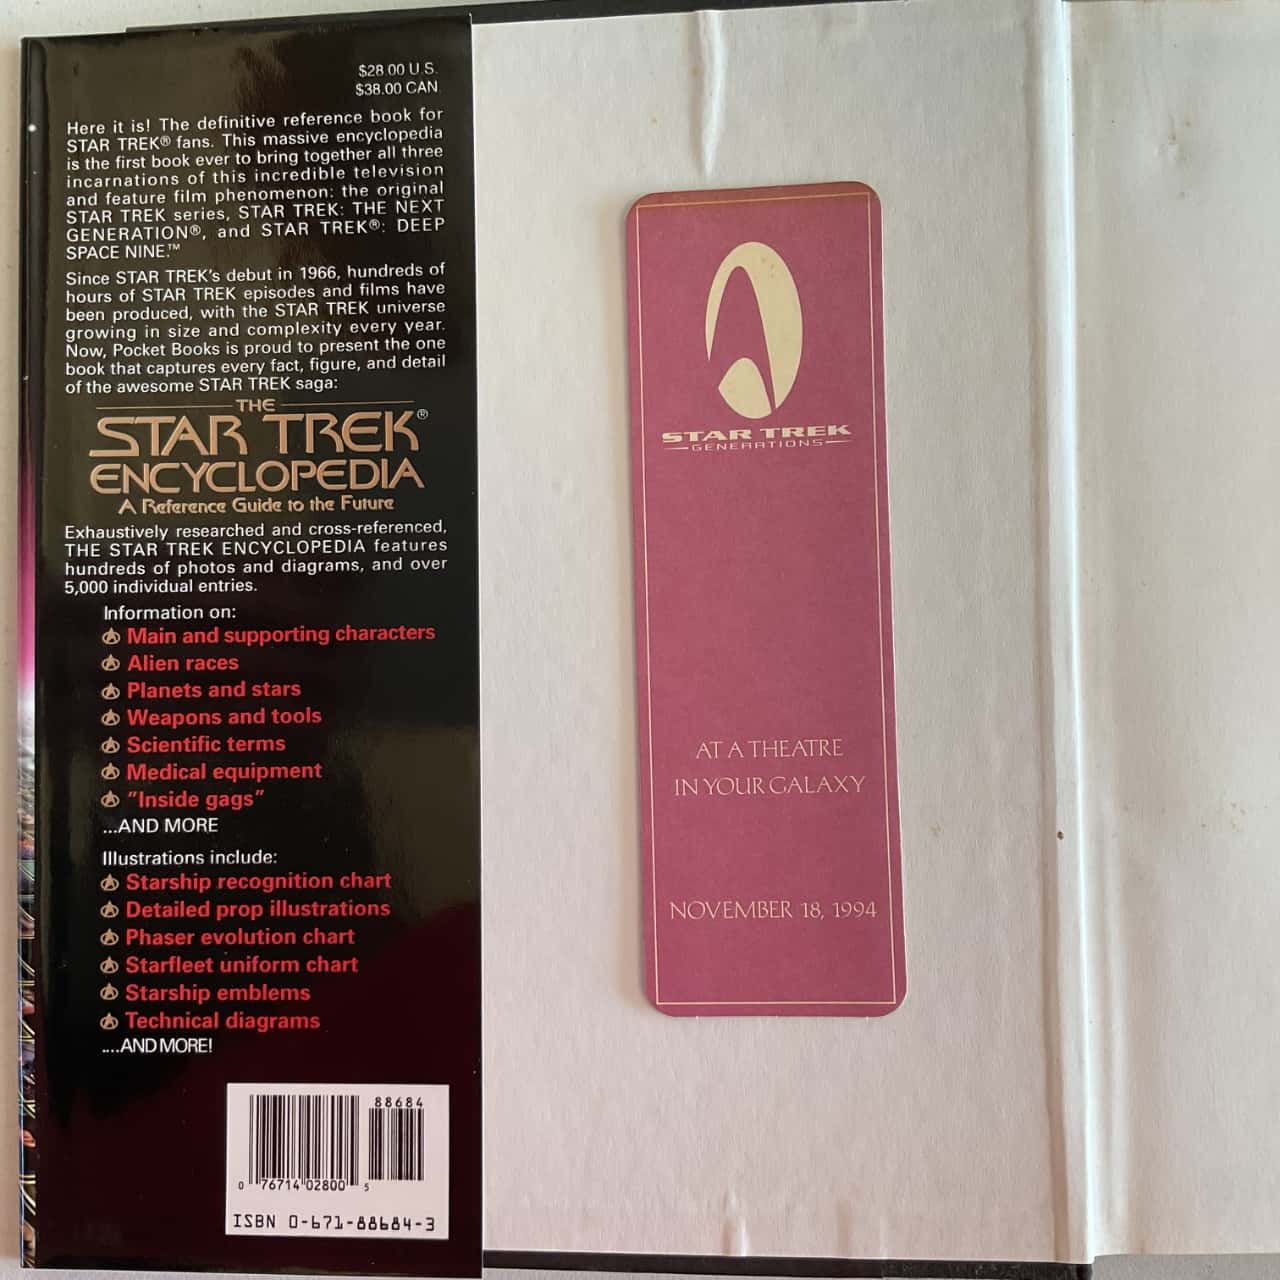 $28.00 U.S.
$38.00 CAN.
Here it is! The definitive reference book for
STAR TREK® fans. This massive encyclopedia
is the first book ever to bring together all three
incarnations of this incredible television
and feature film phenomenon: the original
STAR TREK series, STAR TREK: THE NEXT
GENERATION®, and STAR TREK®: DEEP
SPACE NINE.™
Since STAR TREK's debut in 1966, hundreds of
hours of STAR TREK episodes and films have
been produced, with the STAR TREK universe
growing in size and complexity every year.
Now, Pocket Books is proud to present the one
book that captures every fact, figure, and detail
of the awesome STAR TREK saga:
THE
STAR TREK®
ENCYCLOPEDIA
A Reference Guide to the Future
Exhaustively researched and cross-referenced,
THE STAR TREK ENCYCLOPEDIA features
hundreds of photos and diagrams, and over
5,000 individual entries.
Information on:
Main and supporting characters
Alien races
Planets and stars
Weapons and tools
Scientific terms
Medical equipment
"Inside gags"
...AND MORE
Illustrations include:
Starship recognition chart
Detailed prop illustrations
Phaser evolution chart
Starfleet uniform chart
Starship emblems
Technical diagrams
....AND MORE!
88684
0 76714 02800 5
ISBN 0-671-88684-3
STAR TREK
GENERATIONS
AT A THEATRE
IN YOUR GALAXY
NOVEMBER 18, 1994